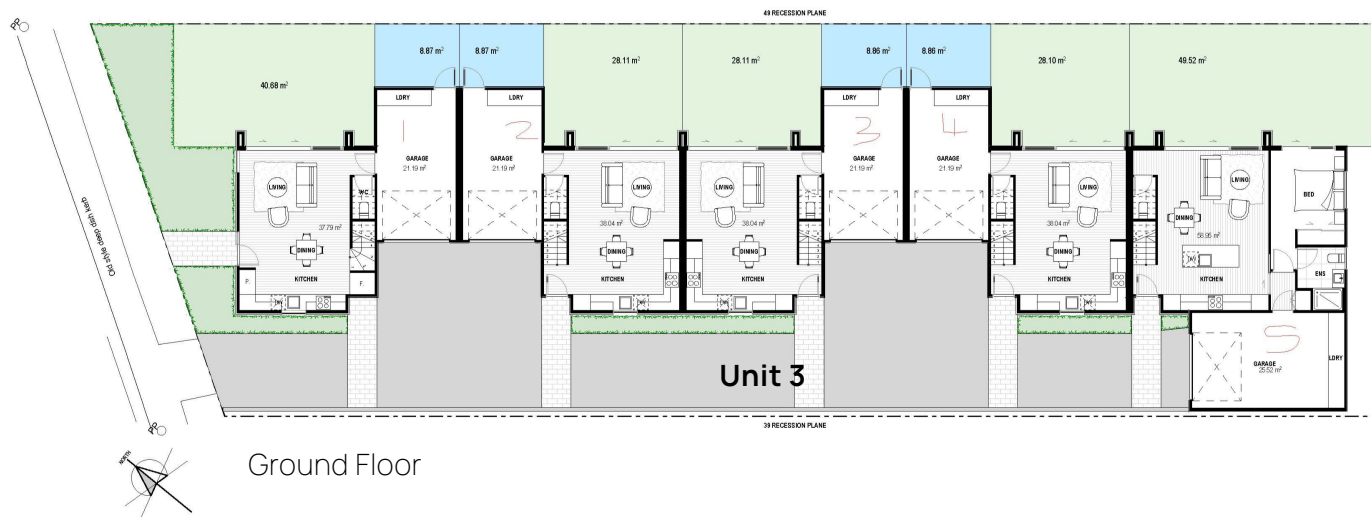 49 RECESSION PLANE
PP
8.87 m²
8.87 m²
28.11 m²
28.11 m²
8.86 m²
8.86 m²
28.10 m²
49.52 m²
40.68 m²
LDRY
LDRY
LDRY
LDRY
1
2
3
4
GARAGE
21.19 m²
GARAGE
21.19 m²
GARAGE
21.19 m²
GARAGE
21.19 m²
LIVING
LIVING
LIVING
LIVING
LIVING
BED
WC
X
X
X
X
37.79 m²
38.04 m²
38.04 m²
38.04 m²
56.95 m²
DINING
DINING
DINING
DINING
DINING
KITCHEN
KITCHEN
KITCHEN
KITCHEN
KITCHEN
ENS
P.
F.
Old style deep dish kerb
Unit 3
X
GARAGE
25.52 m²
5
LDRY
PP
39 RECESSION PLANE
NORTH
Ground Floor